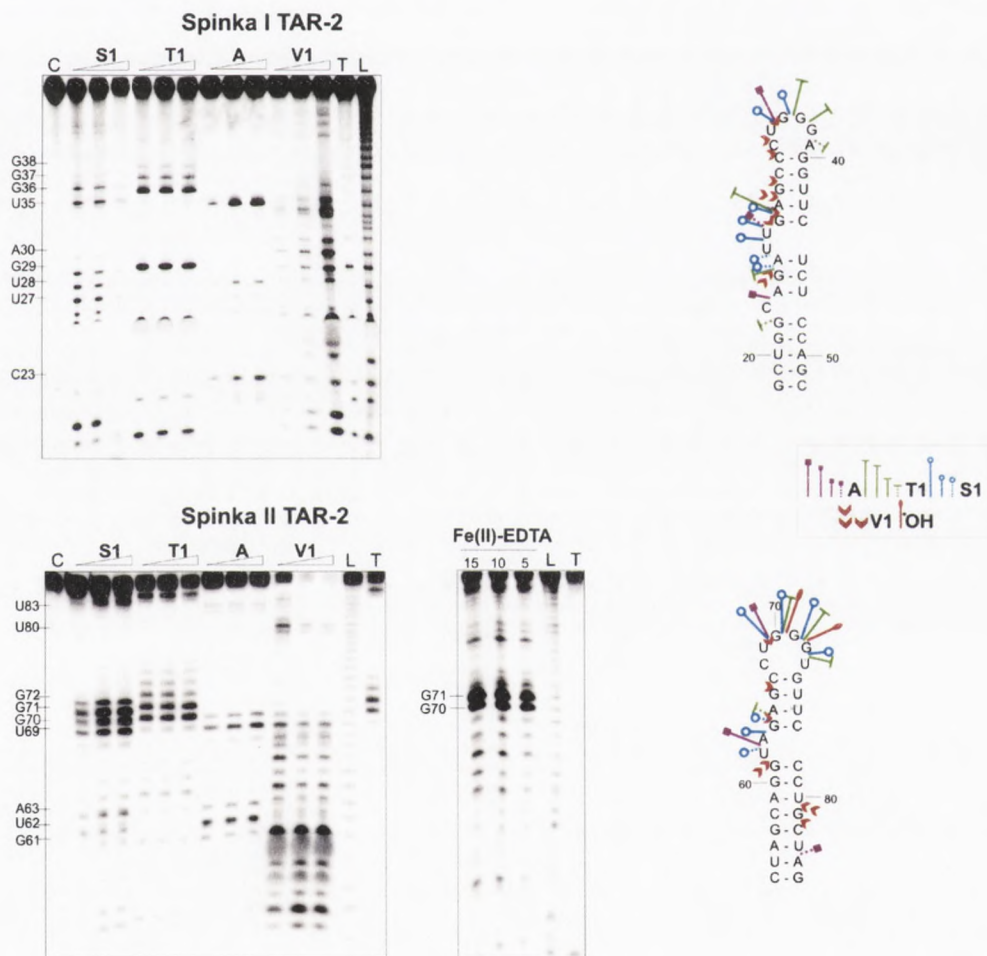 Spinka I TAR-2
C S1 T1 A V1 T L
G38
G37
G36
U35
A30
G29
U28
U27
C23
U G G G
C A
C - G 40
C - G
G - U
A - U
G - C
U
U U
A - C
G - U
A
C
G - C
G - C
20 U - A 50
C - G
G - C
A T1 S1
V1 •OH
Spinka II TAR-2
C S1 T1 A V1 L T
U83
U80
G72
G71
G70
U69
A63
U62
G61
Fe(II)-EDTA
15 10 5 L T
G71
G70
70
G G
U G
C U
C - G
G - U
A - U
G - C
A
U
G - C
60 G - C
A - U 80
C - G
G - C
A - U
U - A
C - G